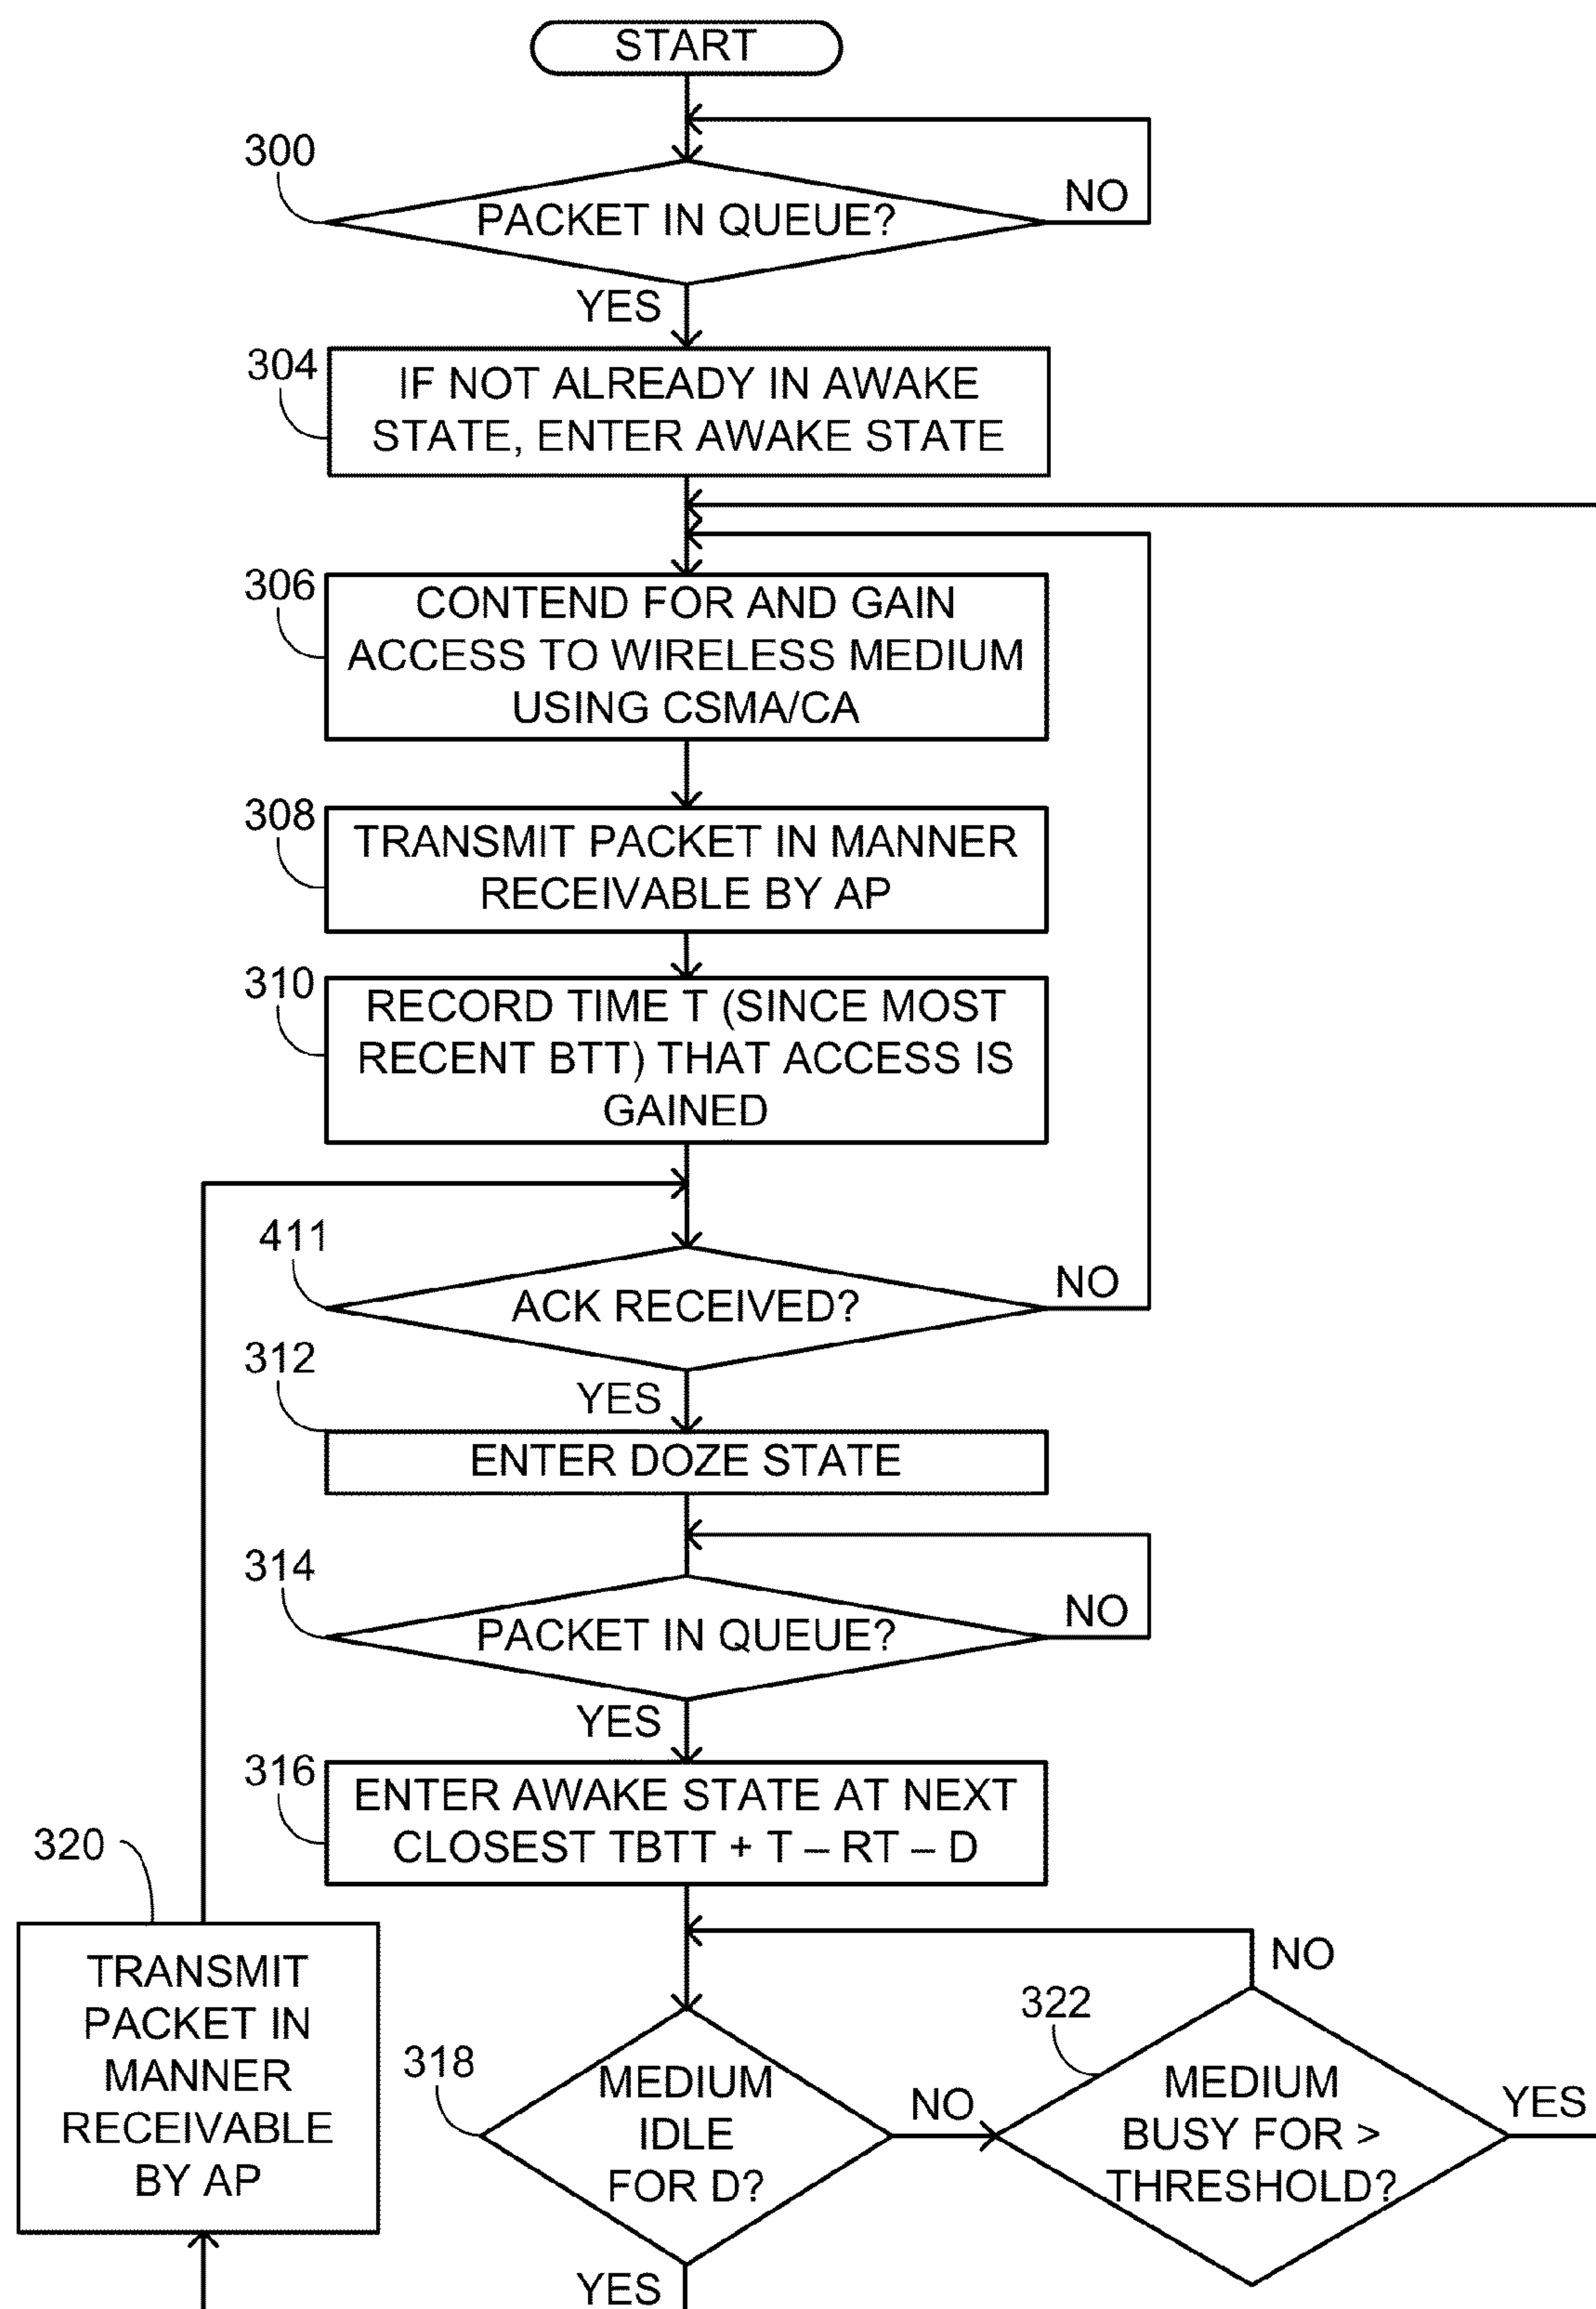 START
300
PACKET IN QUEUE?
NO
YES
304
IF NOT ALREADY IN AWAKE
STATE, ENTER AWAKE STATE
306
CONTEND FOR AND GAIN
ACCESS TO WIRELESS MEDIUM
USING CSMA/CA
308
TRANSMIT PACKET IN MANNER
RECEIVABLE BY AP
310
RECORD TIME T (SINCE MOST
RECENT BTT) THAT ACCESS IS
GAINED
411
ACK RECEIVED?
NO
YES
312
ENTER DOZE STATE
314
PACKET IN QUEUE?
NO
YES
316
ENTER AWAKE STATE AT NEXT
CLOSEST TBTT + T – RT – D
320
TRANSMIT
PACKET IN
MANNER
RECEIVABLE
BY AP
318
MEDIUM
IDLE
FOR D?
NO
YES
322
MEDIUM
BUSY FOR >
THRESHOLD?
NO
YES